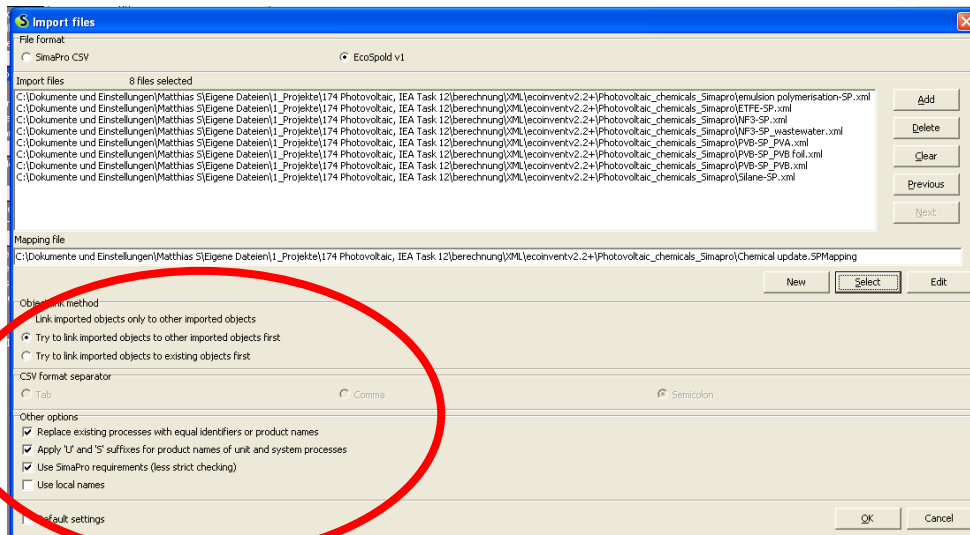 Import files
File format
SimaPro CSV
EcoSpold v1
Import files 8 files selected
C:\Dokumente und Einstellungen\Matthias S\Eigene Dateien\1_Projekte\174 Photovoltaic, IEA Task 12\berechnung\XML\ecoinventv2.2+\Photovoltaic_chemicals_Simapro\emulsion polymerisation-SP.xml
C:\Dokumente und Einstellungen\Matthias S\Eigene Dateien\1_Projekte\174 Photovoltaic, IEA Task 12\berechnung\XML\ecoinventv2.2+\Photovoltaic_chemicals_Simapro\ETFE-SP.xml
C:\Dokumente und Einstellungen\Matthias S\Eigene Dateien\1_Projekte\174 Photovoltaic, IEA Task 12\berechnung\XML\ecoinventv2.2+\Photovoltaic_chemicals_Simapro\NF3-SP.xml
C:\Dokumente und Einstellungen\Matthias S\Eigene Dateien\1_Projekte\174 Photovoltaic, IEA Task 12\berechnung\XML\ecoinventv2.2+\Photovoltaic_chemicals_Simapro\NF3-SP_wastewater.xml
C:\Dokumente und Einstellungen\Matthias S\Eigene Dateien\1_Projekte\174 Photovoltaic, IEA Task 12\berechnung\XML\ecoinventv2.2+\Photovoltaic_chemicals_Simapro\PVB-SP_PVA.xml
C:\Dokumente und Einstellungen\Matthias S\Eigene Dateien\1_Projekte\174 Photovoltaic, IEA Task 12\berechnung\XML\ecoinventv2.2+\Photovoltaic_chemicals_Simapro\PVB-SP_PVB foil.xml
C:\Dokumente und Einstellungen\Matthias S\Eigene Dateien\1_Projekte\174 Photovoltaic, IEA Task 12\berechnung\XML\ecoinventv2.2+\Photovoltaic_chemicals_Simapro\PVB-SP_PVB.xml
C:\Dokumente und Einstellungen\Matthias S\Eigene Dateien\1_Projekte\174 Photovoltaic, IEA Task 12\berechnung\XML\ecoinventv2.2+\Photovoltaic_chemicals_Simapro\Silane-SP.xml
Add
Delete
Clear
Previous
Next
Mapping file
C:\Dokumente und Einstellungen\Matthias S\Eigene Dateien\1_Projekte\174 Photovoltaic, IEA Task 12\berechnung\XML\ecoinventv2.2+\Photovoltaic_chemicals_Simapro\Chemical update.SPMapping
New
Select
Edit
Object link method
Link imported objects only to other imported objects
Try to link imported objects to other imported objects first
Try to link imported objects to existing objects first
CSV format separator
Tab
Comma
Semicolon
Other options
Replace existing processes with equal identifiers or product names
Apply 'U' and 'S' suffixes for product names of unit and system processes
Use SimaPro requirements (less strict checking)
Use local names
Default settings
OK
Cancel